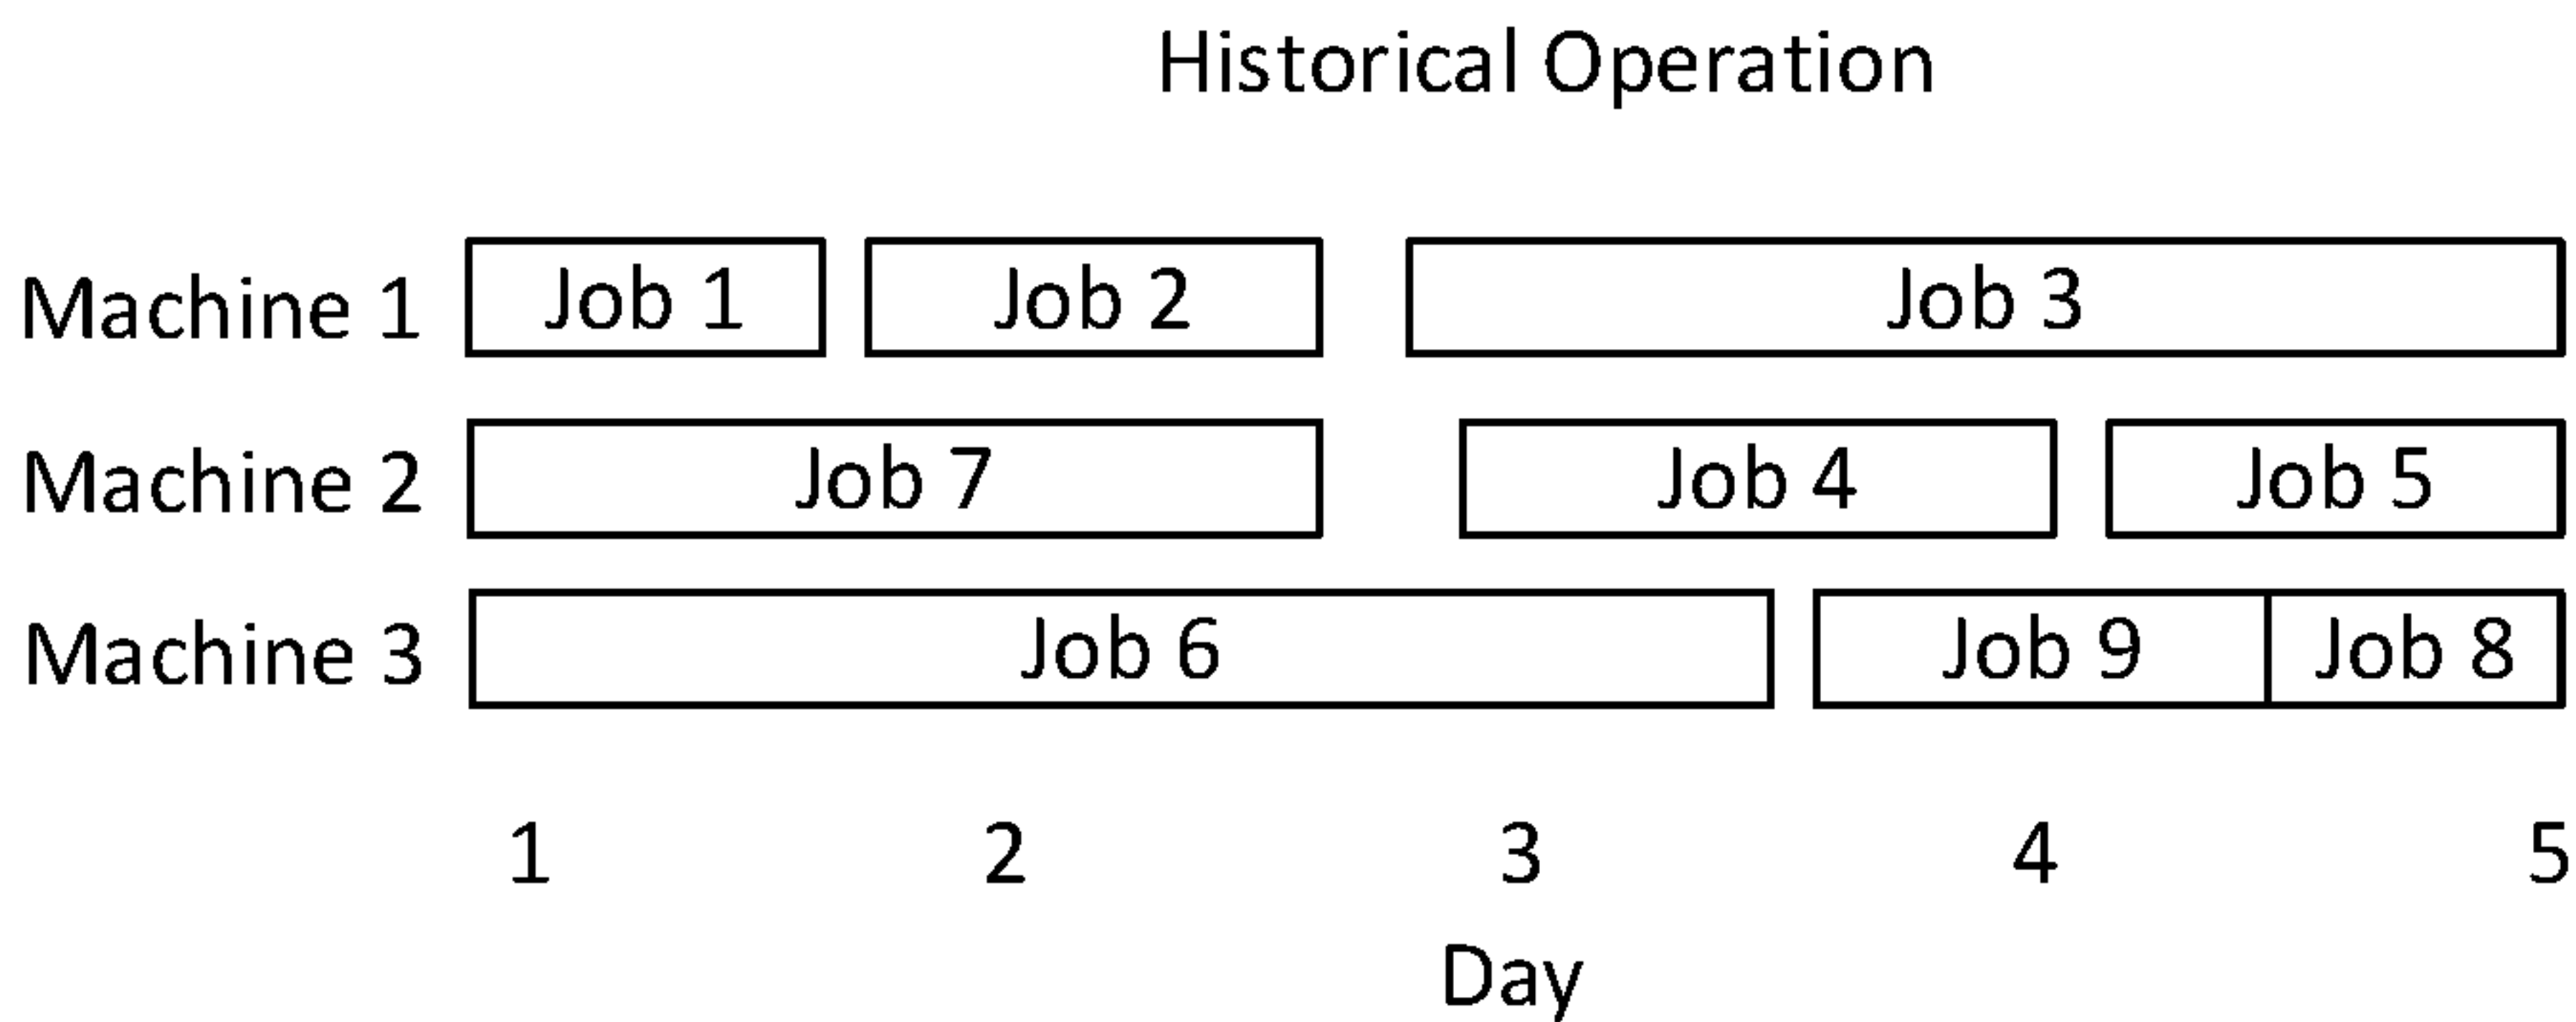 Historical Operation
Machine 1 Job 1 Job 2 Job 3
Machine 2 Job 7 Job 4 Job 5
Machine 3 Job 6 Job 9 Job 8
1 2 3 4 5
Day